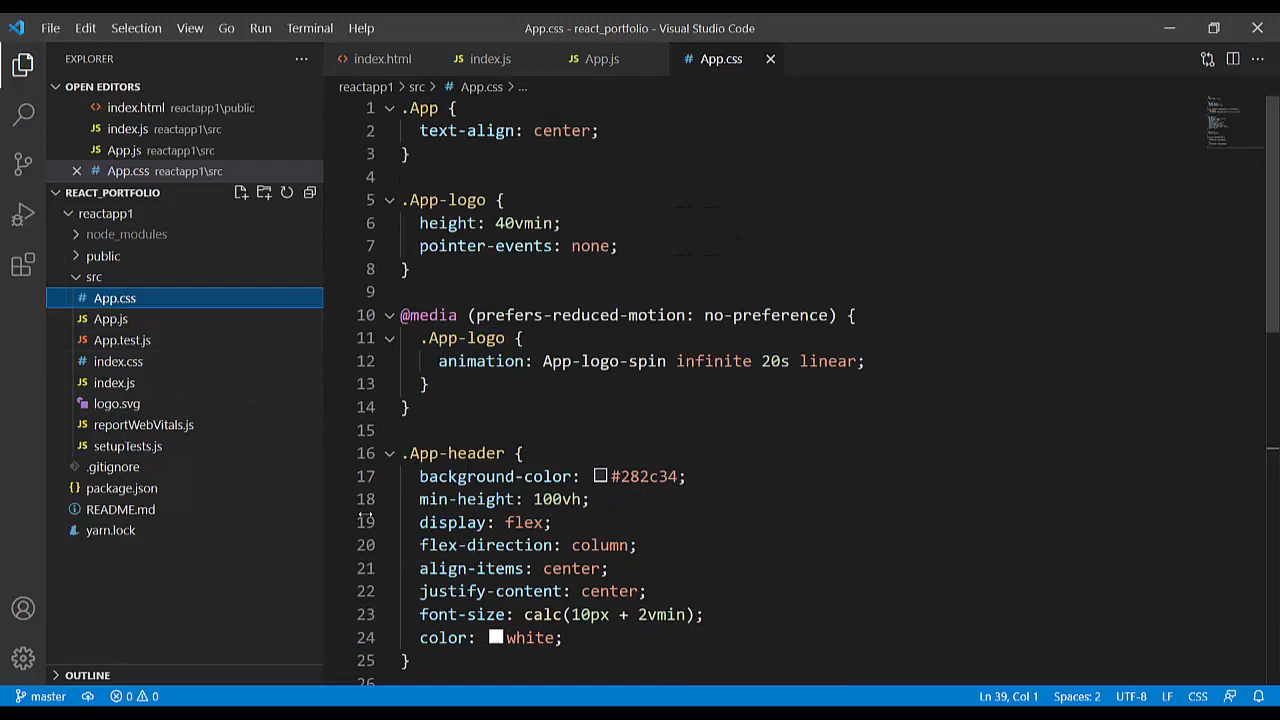 File Edit Selection View Go Run Terminal Help App.css - react_portfolio - Visual Studio Code
EXPLORER
OPEN EDITORS
index.html reactapp1\public
index.js reactapp1\src
App.js reactapp1\src
App.css reactapp1\src
REACT_PORTFOLIO
reactapp1
node_modules
public
src
# App.css
JS App.js
JS App.test.js
# index.css
JS index.js
logo.svg
JS reportWebVitals.js
JS setupTests.js
.gitignore
{} package.json
README.md
yarn.lock
OUTLINE
index.html JS index.js JS App.js # App.css
reactapp1 > src > # App.css > ...
1 .App {
2 text-align: center;
3 }
4
5 .App-logo {
6 height: 40vmin;
7 pointer-events: none;
8 }
9
10 @media (prefers-reduced-motion: no-preference) {
11 .App-logo {
12 animation: App-logo-spin infinite 20s linear;
13 }
14 }
15
16 .App-header {
17 background-color: #282c34;
18 min-height: 100vh;
19 display: flex;
20 flex-direction: column;
21 align-items: center;
22 justify-content: center;
23 font-size: calc(10px + 2vmin);
24 color: white;
25 }
26
master 0 0 Ln 39, Col 1 Spaces: 2 UTF-8 LF CSS